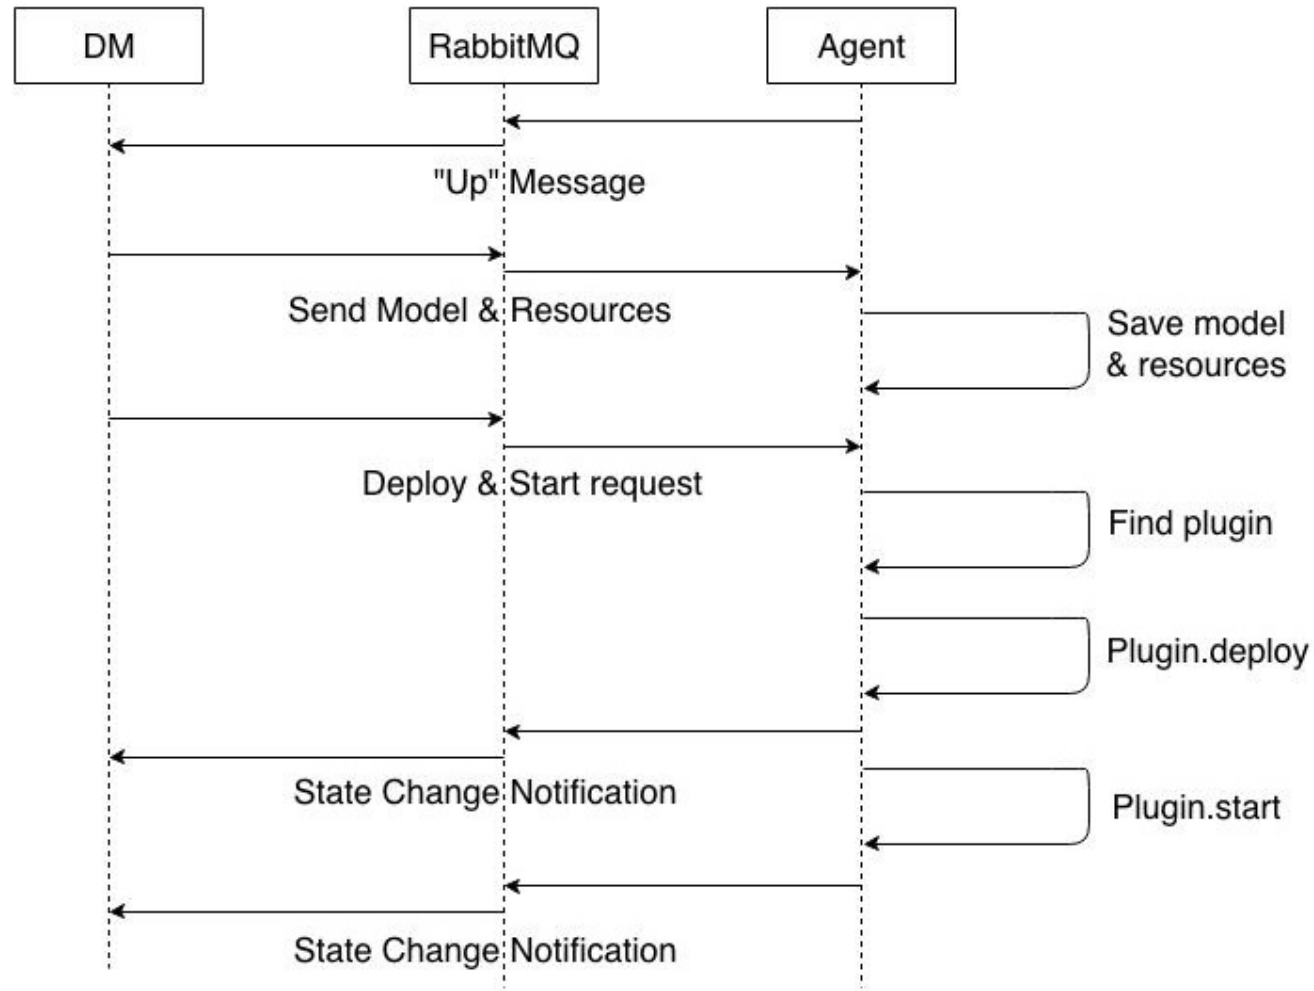 DM
RabbitMQ
Agent
"Up" Message
Send Model & Resources
Save model
& resources
Deploy & Start request
Find plugin
Plugin.deploy
State Change Notification
Plugin.start
State Change Notification